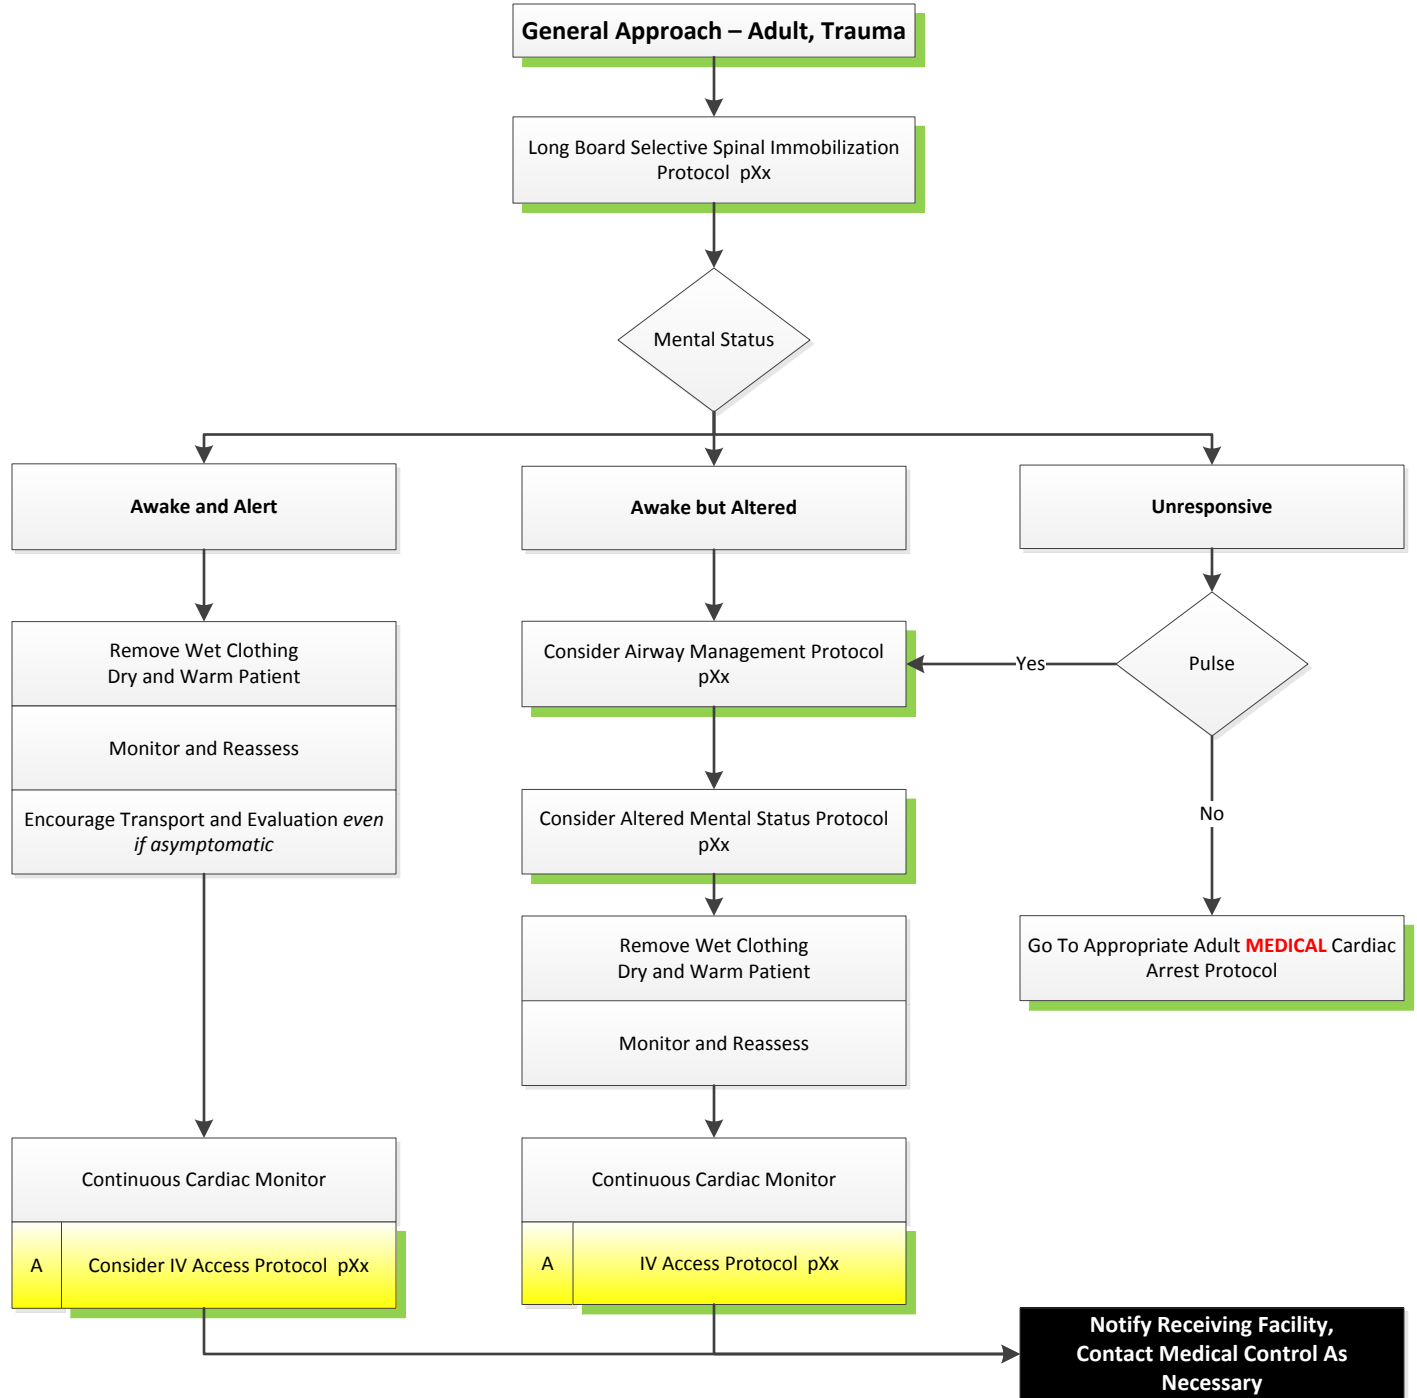 General Approach – Adult, Trauma
Long Board Selective Spinal Immobilization
Protocol pXx
Mental Status
Awake and Alert
Awake but Altered
Unresponsive
Remove Wet Clothing
Dry and Warm Patient
Monitor and Reassess
Encourage Transport and Evaluation even
if asymptomatic
Consider Airway Management Protocol
pXx
Yes
Pulse
No
Consider Altered Mental Status Protocol
pXx
Remove Wet Clothing
Dry and Warm Patient
Monitor and Reassess
Go To Appropriate Adult MEDICAL Cardiac
Arrest Protocol
Continuous Cardiac Monitor
A Consider IV Access Protocol pXx
Continuous Cardiac Monitor
A IV Access Protocol pXx
Notify Receiving Facility,
Contact Medical Control As
Necessary